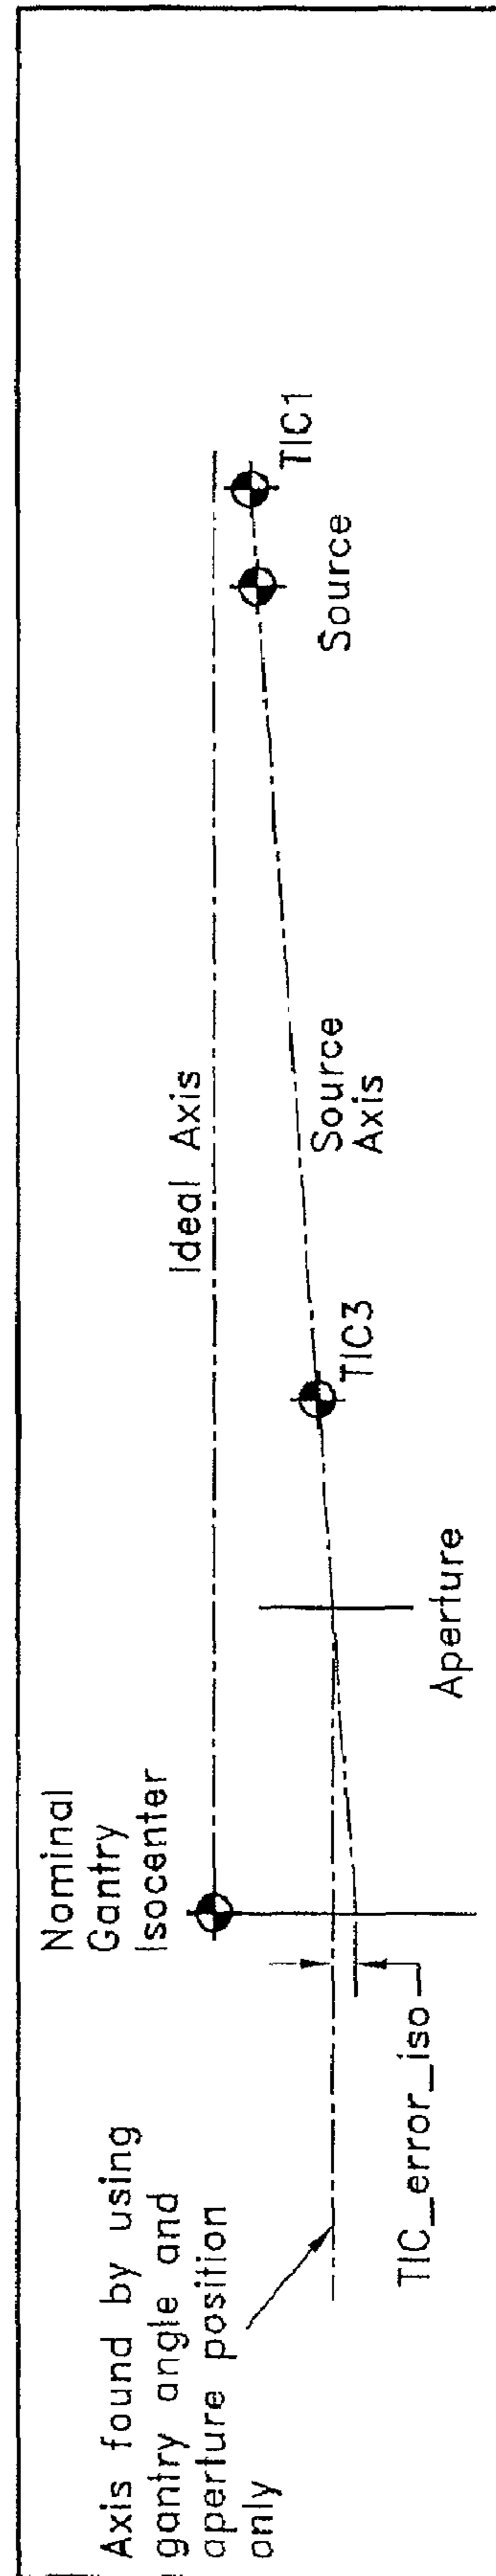 Axis found by using
gantry angle and
aperture position
only
Nominal
Gantry
Isocenter
TIC_error_iso
Aperture
TIC3
Ideal Axis
Source
Axis
Source
TIC1